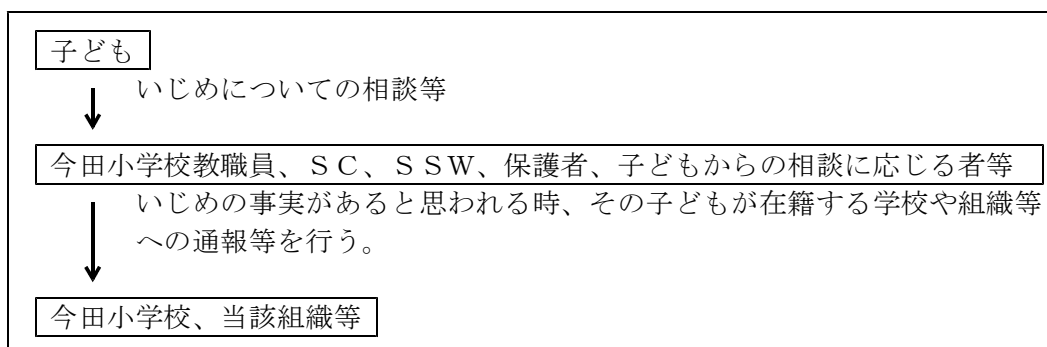 子ども
いじめについての相談等
今田小学校教職員、ＳＣ、ＳＳＷ、保護者、子どもからの相談に応じる者等
いじめの事実があると思われる時、その子どもが在籍する学校や組織等
への通報等を行う。
今田小学校、当該組織等